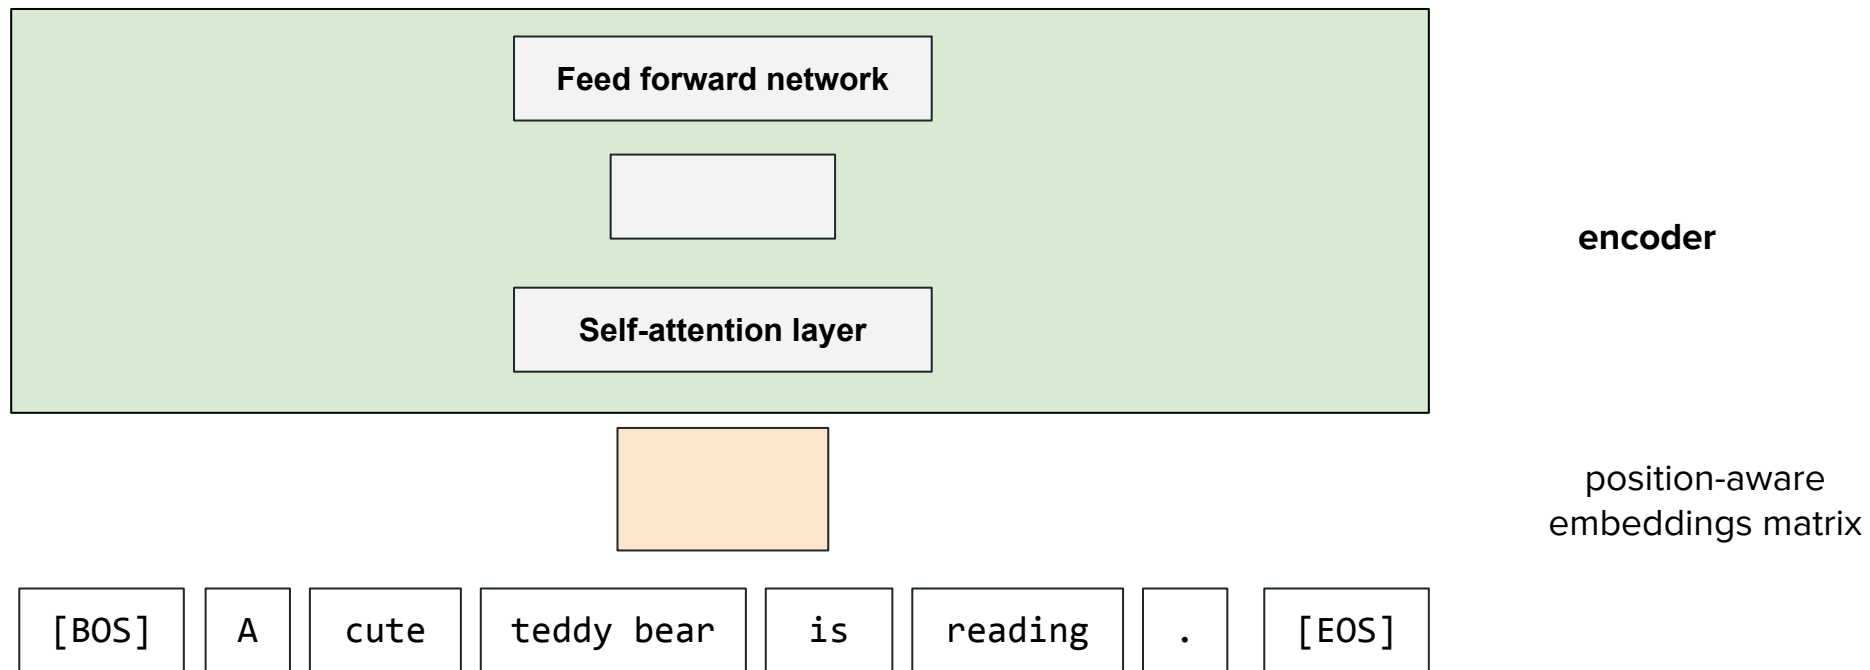 Feed forward network
encoder
Self-attention layer
position-aware
embeddings matrix
[BOS] A cute teddy bear is reading . [EOS]